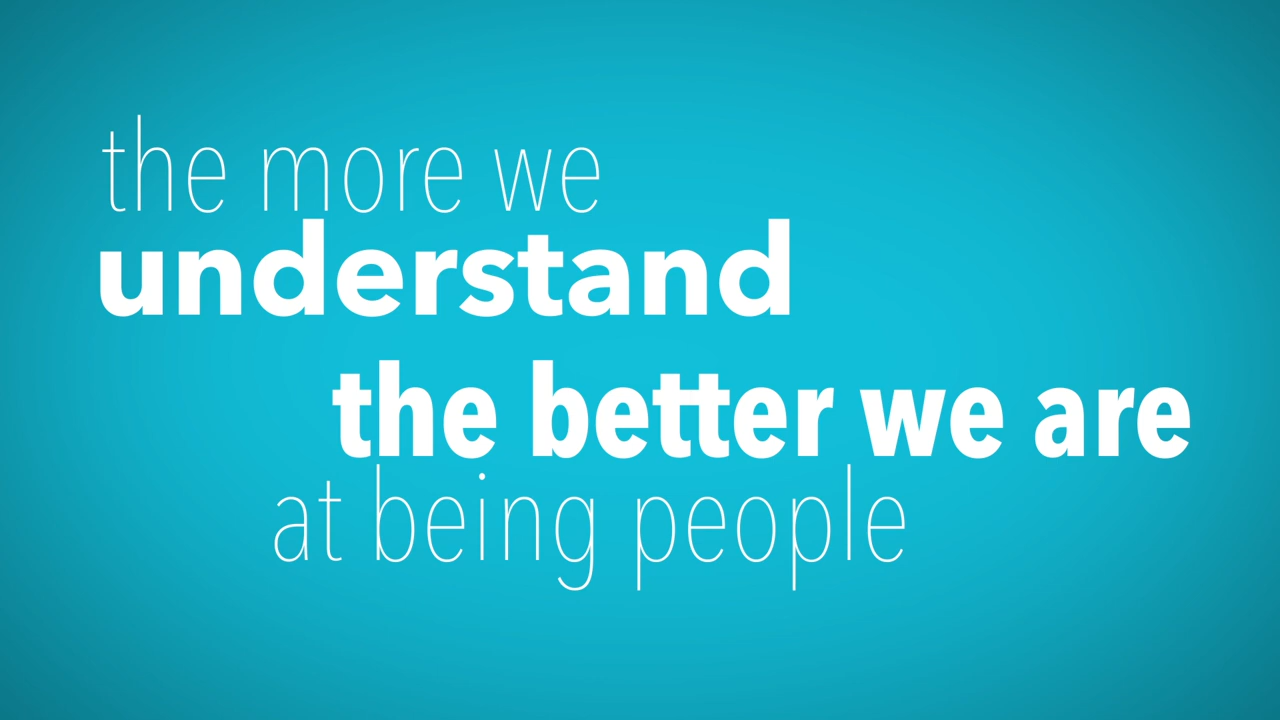 the more we
understand
the better we are
at being people